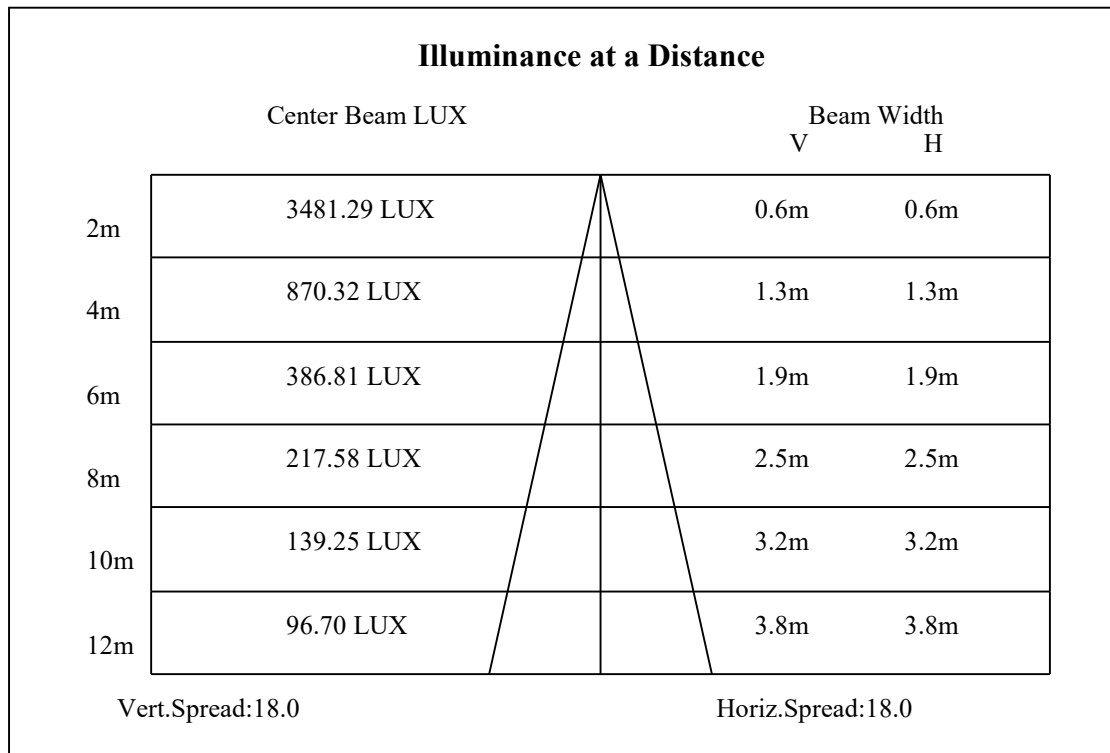 Illuminance at a Distance
Center Beam LUX Beam Width
V H
2m 3481.29 LUX 0.6m 0.6m
4m 870.32 LUX 1.3m 1.3m
6m 386.81 LUX 1.9m 1.9m
8m 217.58 LUX 2.5m 2.5m
10m 139.25 LUX 3.2m 3.2m
12m 96.70 LUX 3.8m 3.8m
Vert.Spread:18.0 Horiz.Spread:18.0